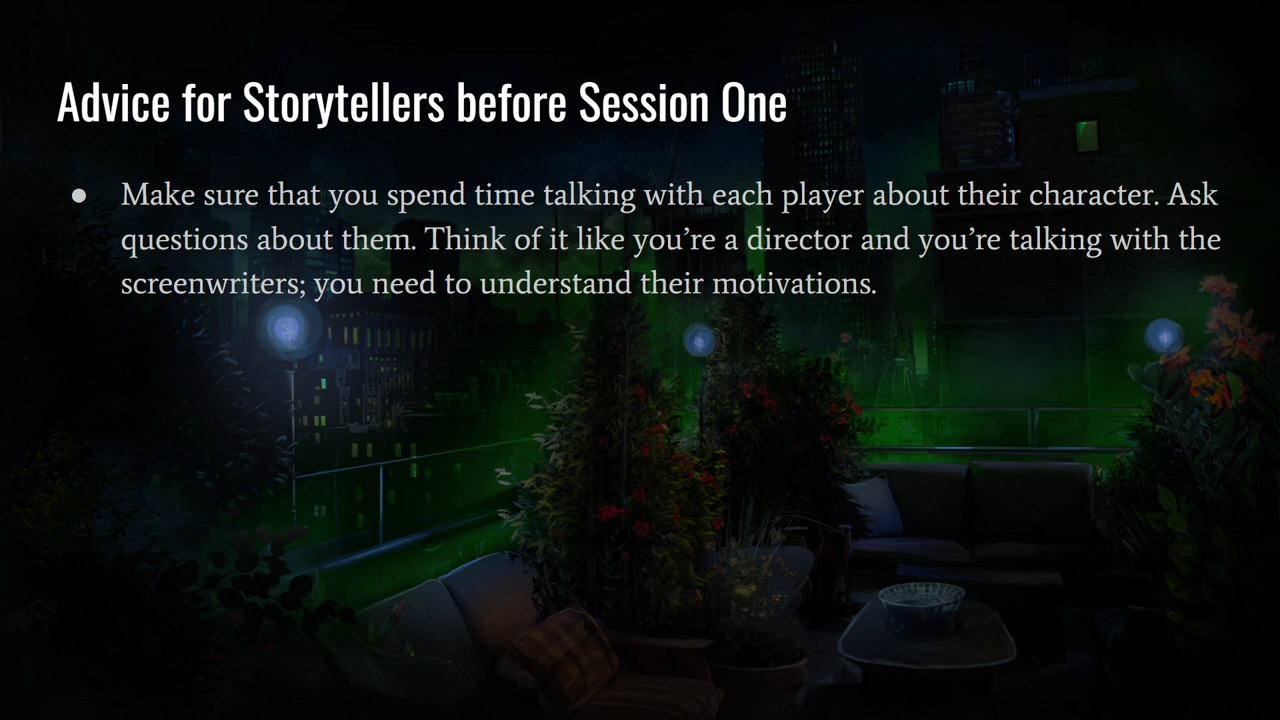 Advice for Storytellers before Session One
● Make sure that you spend time talking with each player about their character. Ask
questions about them. Think of it like you’re a director and you’re talking with the
screenwriters; you need to understand their motivations.